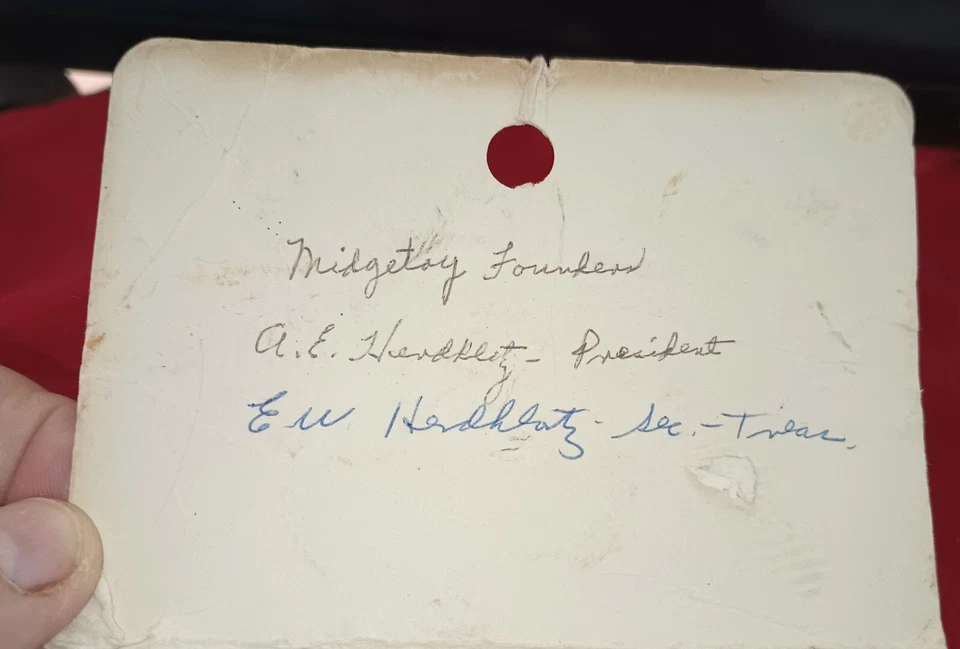 Midgetoy Founders
A. E. Herdklotz - President
E W Herdklotz - Sec. - Treas.